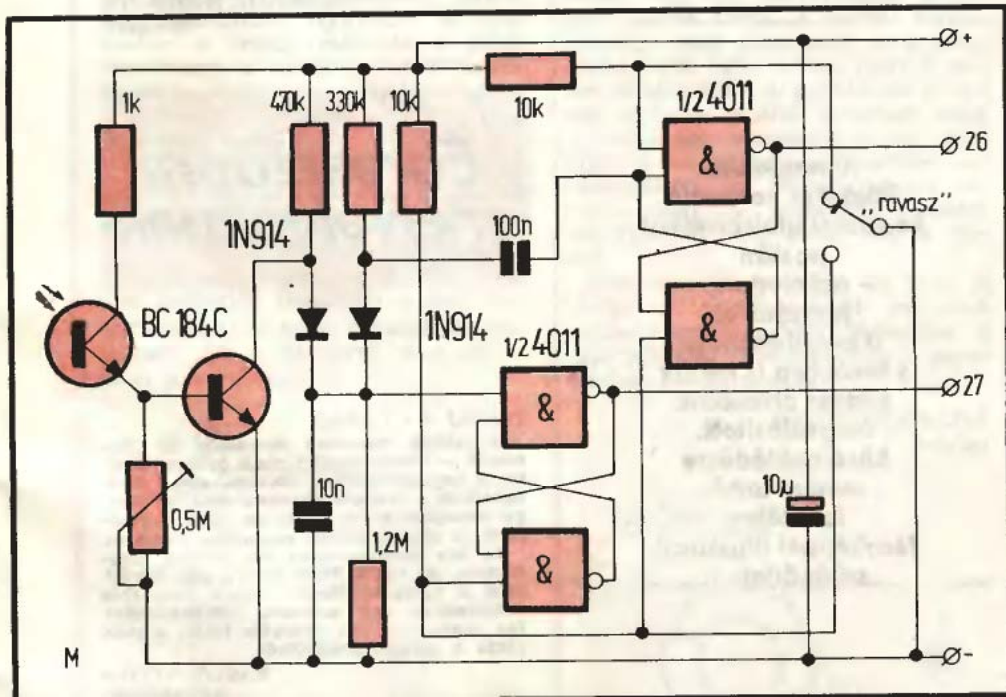 +
1k
470k
330k
10k
10k
1/2 4011
&
26
„ravasz"
1N914
100n
BC 184C
1N914
&
1/2 4011
&
27
0,5M
10n
1,2M
10µ
&
M
-